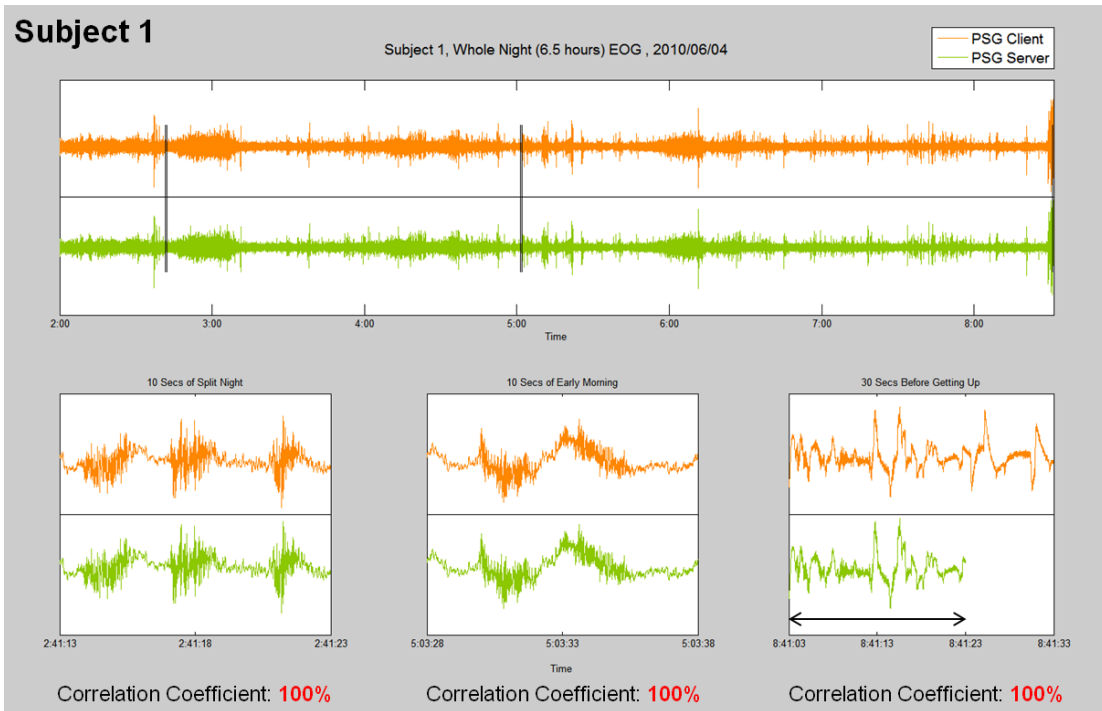 Subject 1
Subject 1, Whole Night (6.5 hours) EOG , 2010/06/04
PSG Client
PSG Server
2:00 3:00 4:00 5:00 6:00 7:00 8:00
Time
10 Secs of Split Night
10 Secs of Early Morning
30 Secs Before Getting Up
2:41:13 2:41:18 2:41:23
5:03:28 5:03:33 5:03:38
8:41:03 8:41:13 8:41:23 8:41:33
Time
Correlation Coefficient: 100%
Correlation Coefficient: 100%
Correlation Coefficient: 100%